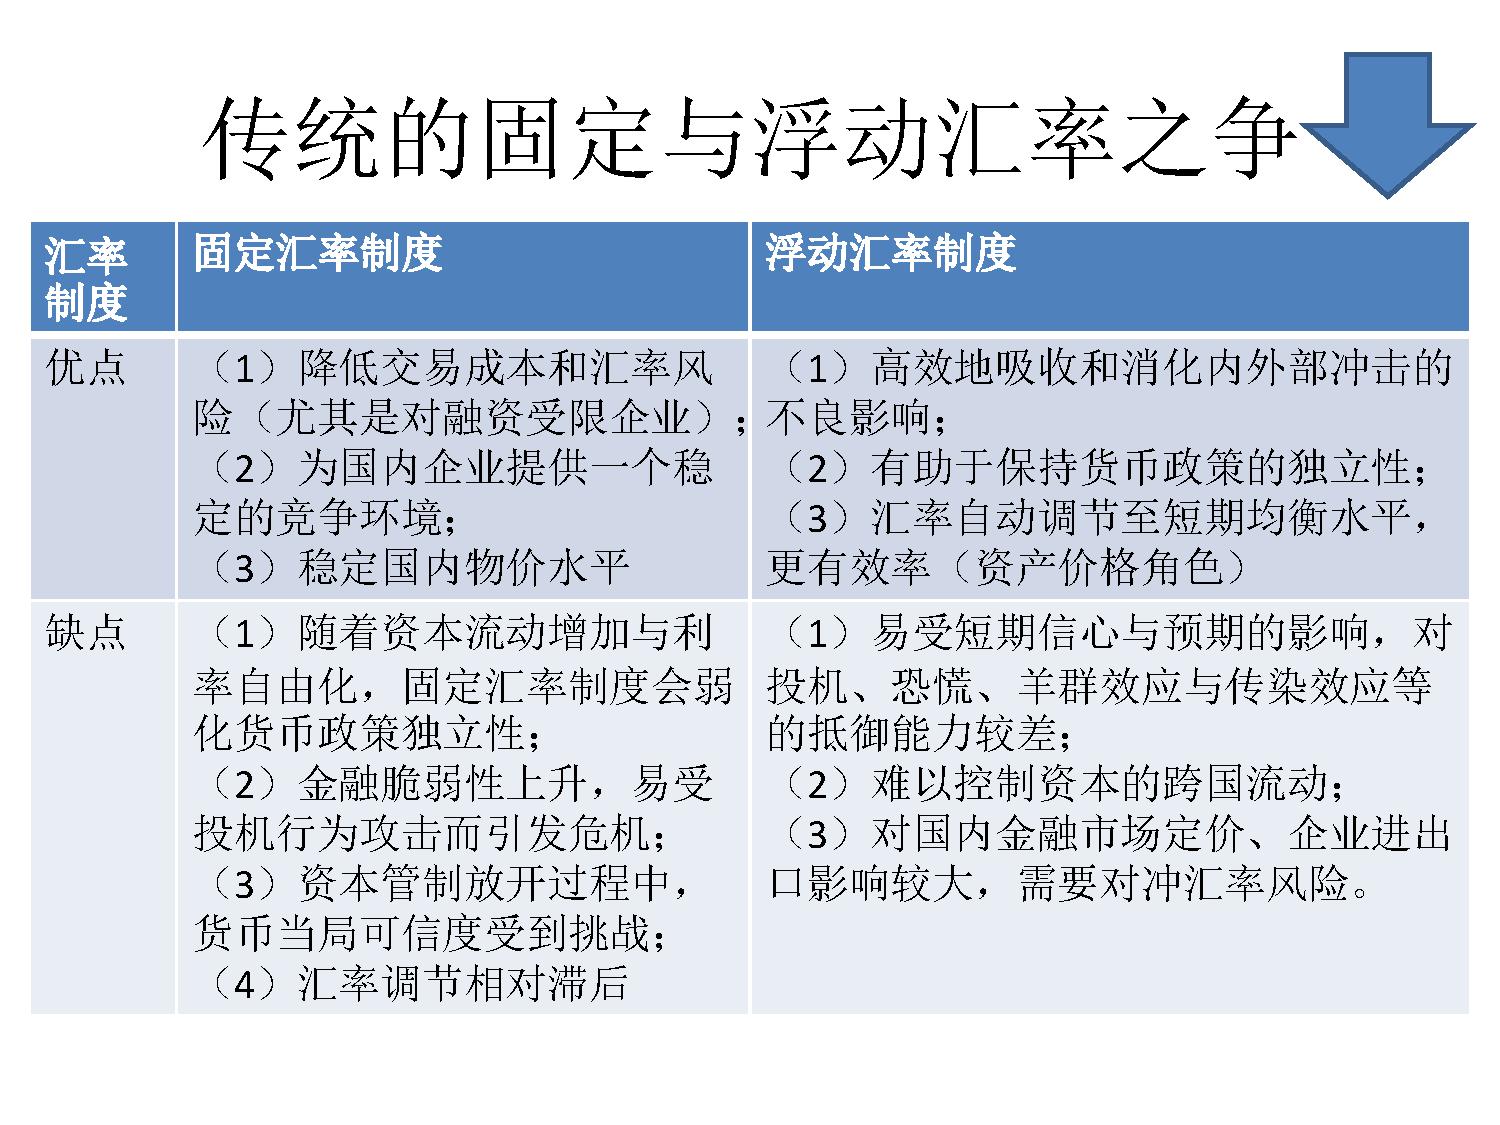 传统的固定与浮动汇率之争
汇率
制度
固定汇率制度
浮动汇率制度
优点
（1）降低交易成本和汇率风
险（尤其是对融资受限企业）；
（2）为国内企业提供一个稳
定的竞争环境；
（3）稳定国内物价水平
（1）高效地吸收和消化内外部冲击的
不良影响；
（2）有助于保持货币政策的独立性；
（3）汇率自动调节至短期均衡水平，
更有效率（资产价格角色）
缺点
（1）随着资本流动增加与利
率自由化，固定汇率制度会弱
化货币政策独立性；
（2）金融脆弱性上升，易受
投机行为攻击而引发危机；
（3）资本管制放开过程中，
货币当局可信度受到挑战；
（4）汇率调节相对滞后
（1）易受短期信心与预期的影响，对
投机、恐慌、羊群效应与传染效应等
的抵御能力较差；
（2）难以控制资本的跨国流动；
（3）对国内金融市场定价、企业进出
口影响较大，需要对冲汇率风险。